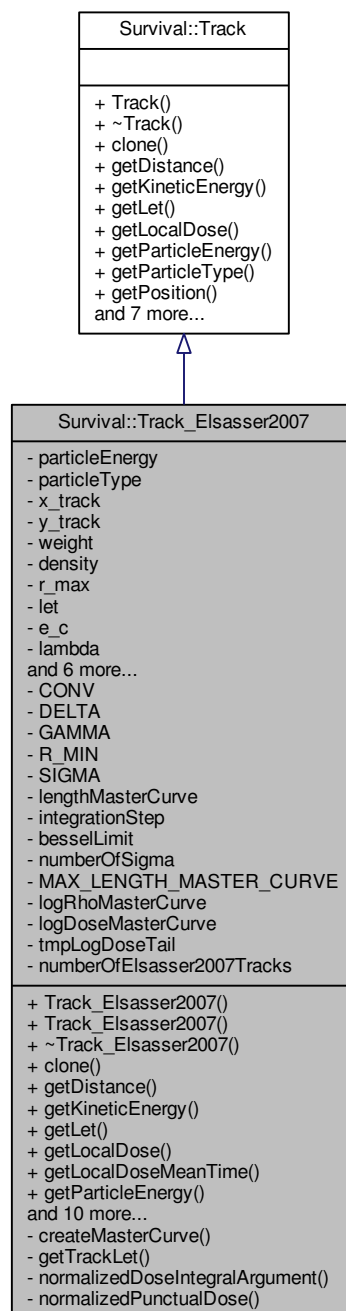 Survival::Track
+ Track()
+ ~Track()
+ clone()
+ getDistance()
+ getKineticEnergy()
+ getLet()
+ getLocalDose()
+ getParticleEnergy()
+ getParticleType()
+ getPosition()
and 7 more...
Survival::Track_Elsasser2007
- particleEnergy
- particleType
- x_track
- y_track
- weight
- density
- r_max
- let
- e_c
- lambda
and 6 more...
- CONV
- DELTA
- GAMMA
- R_MIN
- SIGMA
- lengthMasterCurve
- integrationStep
- besselLimit
- numberOfSigma
- MAX_LENGTH_MASTER_CURVE
- logRhoMasterCurve
- logDoseMasterCurve
- tmpLogDoseTail
- numberOfElsasser2007Tracks
+ Track_Elsasser2007()
+ Track_Elsasser2007()
+ ~Track_Elsasser2007()
+ clone()
+ getDistance()
+ getKineticEnergy()
+ getLet()
+ getLocalDose()
+ getLocalDoseMeanTime()
+ getParticleEnergy()
and 10 more...
- createMasterCurve()
- getTrackLet()
- normalizedDoseIntegralArgument()
- normalizedPunctualDose()